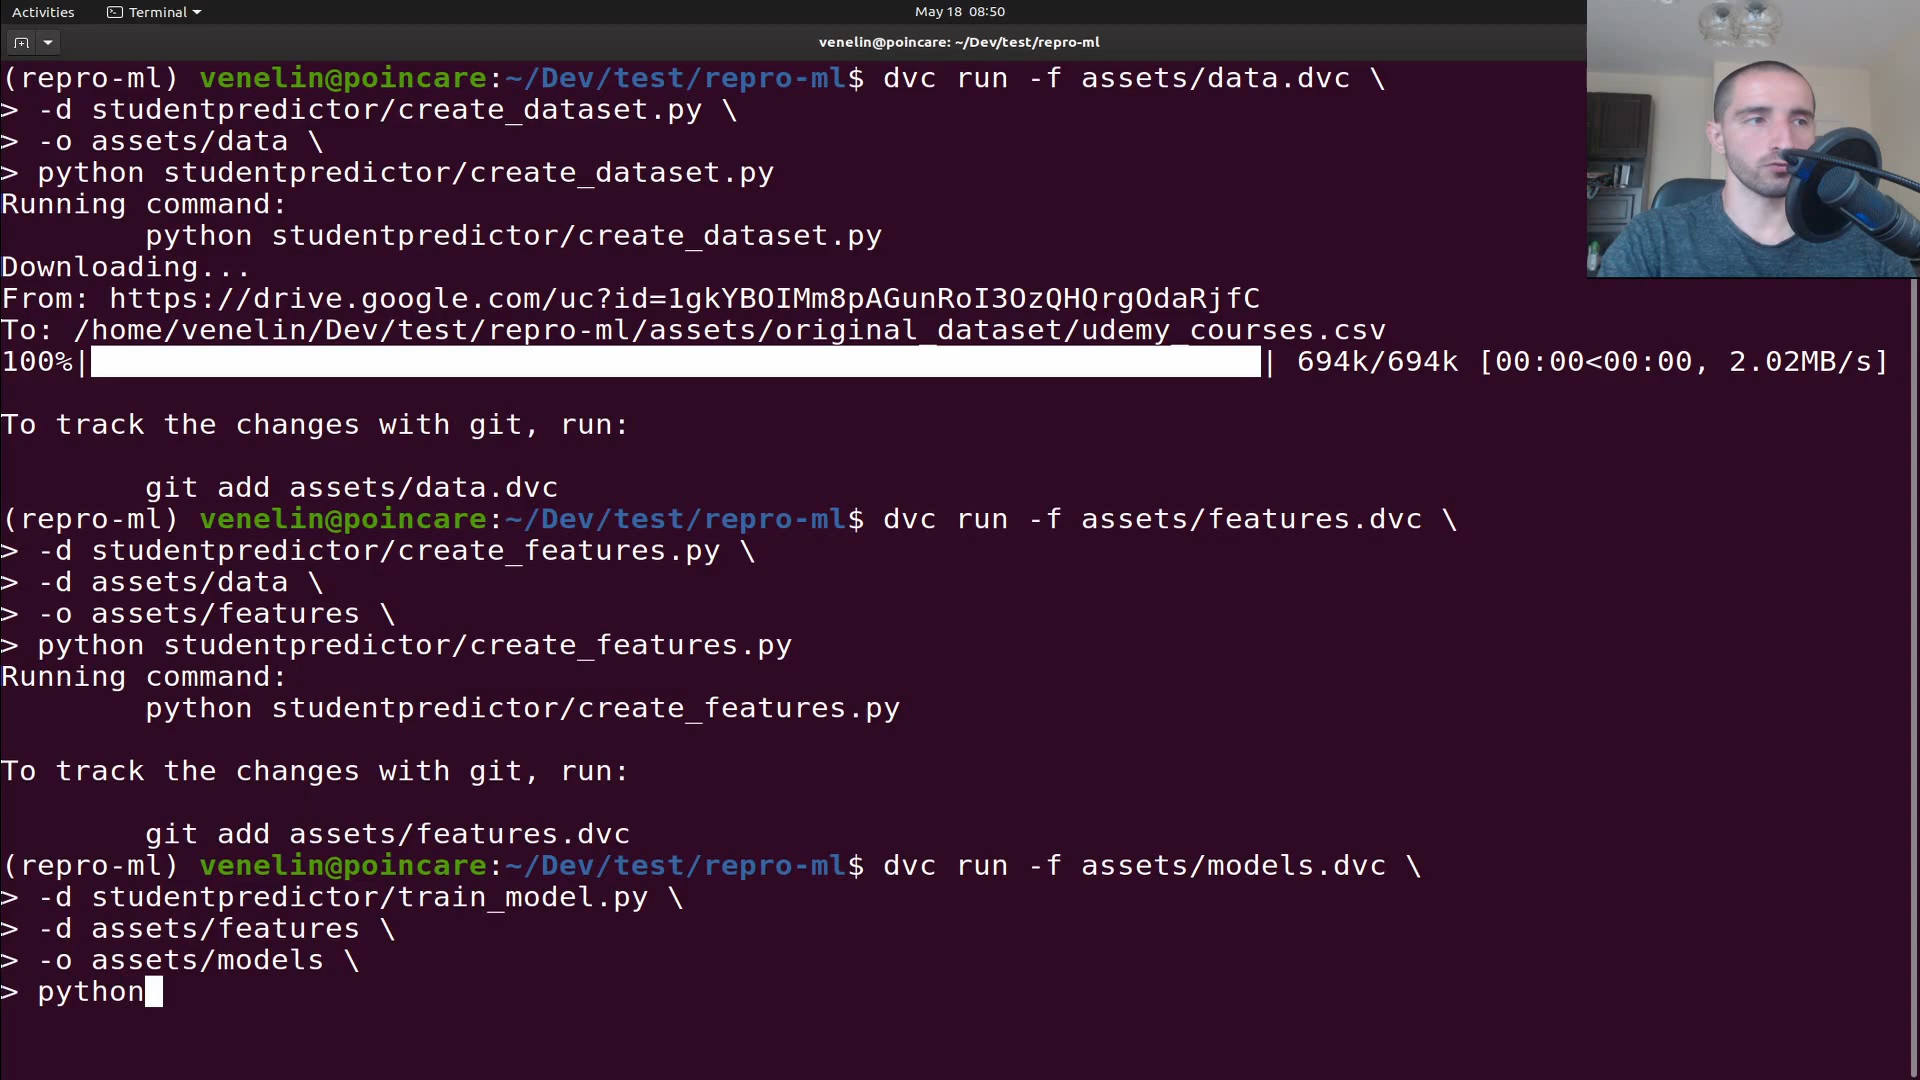 Activities
Terminal
May 18 08:50
venelin@poincare: ~/Dev/test/repro-ml
(repro-ml) venelin@poincare:~/Dev/test/repro-ml$ dvc run -f assets/data.dvc \
> -d studentpredictor/create_dataset.py \
> -o assets/data \
> python studentpredictor/create_dataset.py
Running command:
        python studentpredictor/create_dataset.py
Downloading...
From: https://drive.google.com/uc?id=1gkYBOIMm8pAGunRoI3OzQHQrgOdaRjfC
To: /home/venelin/Dev/test/repro-ml/assets/original_dataset/udemy_courses.csv
100%| | 694k/694k [00:00<00:00, 2.02MB/s]
To track the changes with git, run:
        git add assets/data.dvc
(repro-ml) venelin@poincare:~/Dev/test/repro-ml$ dvc run -f assets/features.dvc \
> -d studentpredictor/create_features.py \
> -d assets/data \
> -o assets/features \
> python studentpredictor/create_features.py
Running command:
        python studentpredictor/create_features.py
To track the changes with git, run:
        git add assets/features.dvc
(repro-ml) venelin@poincare:~/Dev/test/repro-ml$ dvc run -f assets/models.dvc \
> -d studentpredictor/train_model.py \
> -d assets/features \
> -o assets/models \
> python